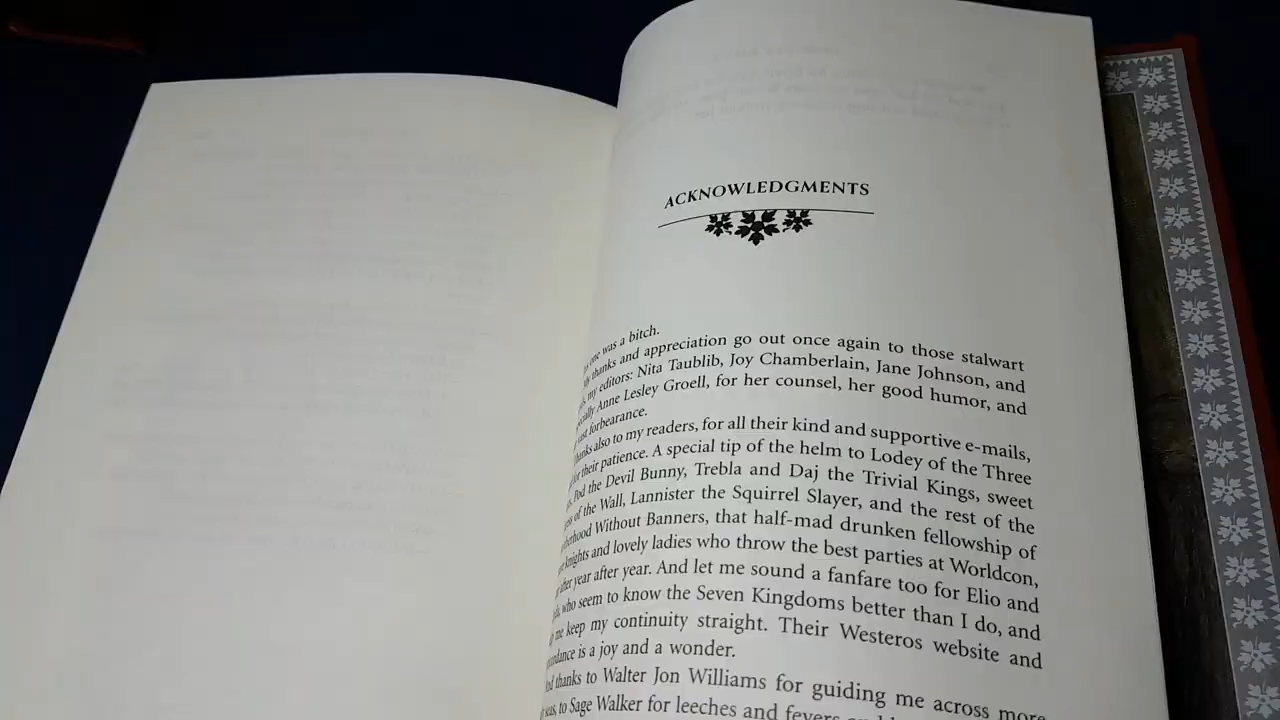 ACKNOWLEDGMENTS
one was a bitch.
thanks and appreciation go out once again to those stalwart
my editors: Nita Taublib, Joy Chamberlain, Jane Johnson, and
Anne Lesley Groell, for her counsel, her good humor, and
forbearance.
also to my readers, for all their kind and supportive e-mails,
for their patience. A special tip of the helm to Lodey of the Three
Pod the Devil Bunny, Trebla and Daj the Trivial Kings, sweet
of the Wall, Lannister the Squirrel Slayer, and the rest of the
Without Banners, that half-mad drunken fellowship of
knights and lovely ladies who throw the best parties at Worldcon,
after year after year. And let me sound a fanfare too for Elio and
who seem to know the Seven Kingdoms better than I do, and
me keep my continuity straight. Their Westeros website and
is a joy and a wonder.
thanks to Walter Jon Williams for guiding me across more
seas, to Sage Walker for leeches and fevers and